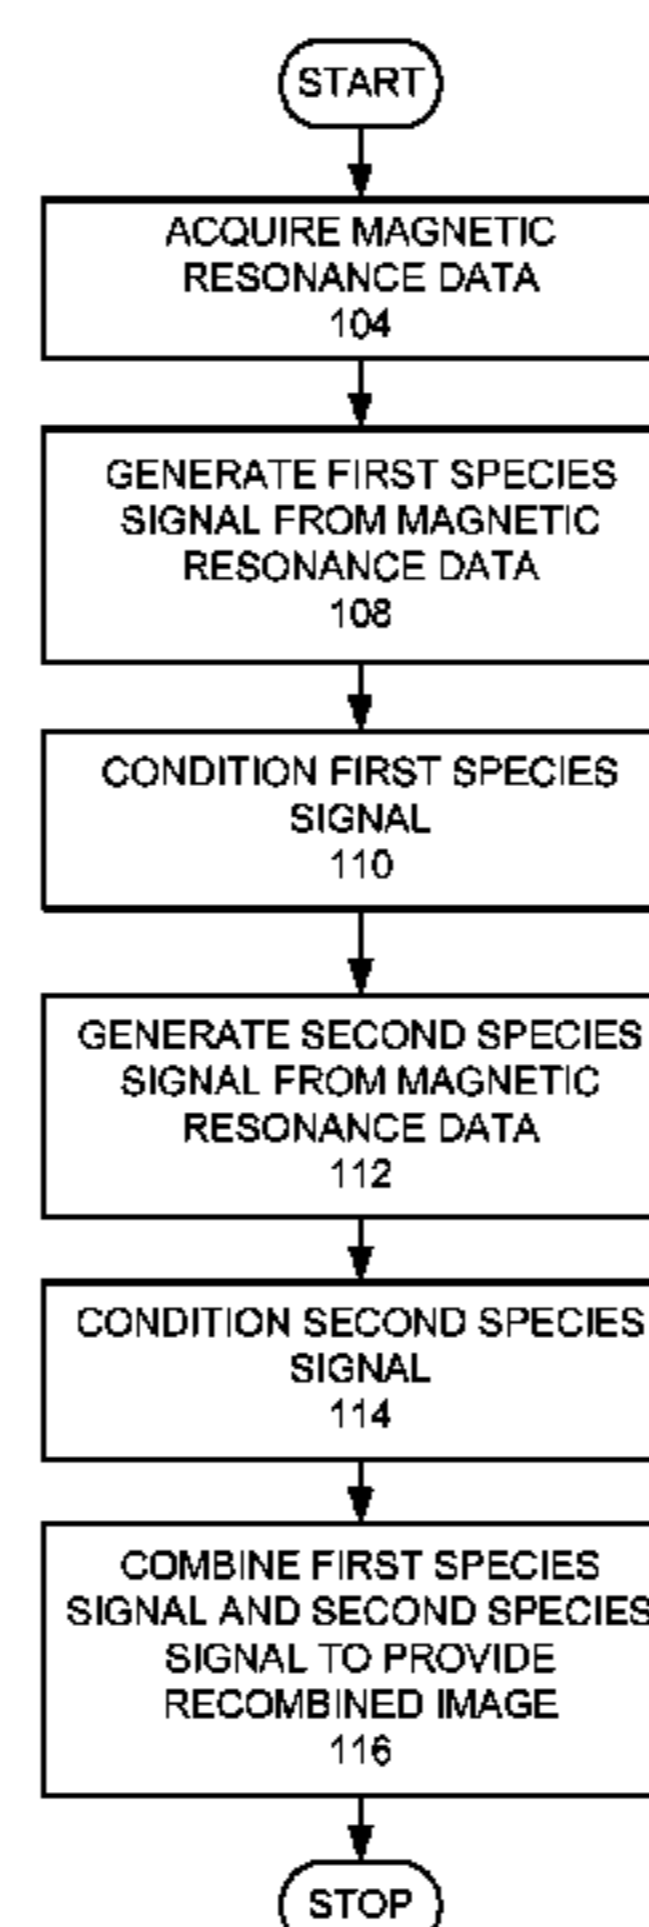 START
ACQUIRE MAGNETIC
RESONANCE DATA
104
GENERATE FIRST SPECIES
SIGNAL FROM MAGNETIC
RESONANCE DATA
108
CONDITION FIRST SPECIES
SIGNAL
110
GENERATE SECOND SPECIES
SIGNAL FROM MAGNETIC
RESONANCE DATA
112
CONDITION SECOND SPECIES
SIGNAL
114
COMBINE FIRST SPECIES
SIGNAL AND SECOND SPECIES
SIGNAL TO PROVIDE
RECOMBINED IMAGE
116
STOP